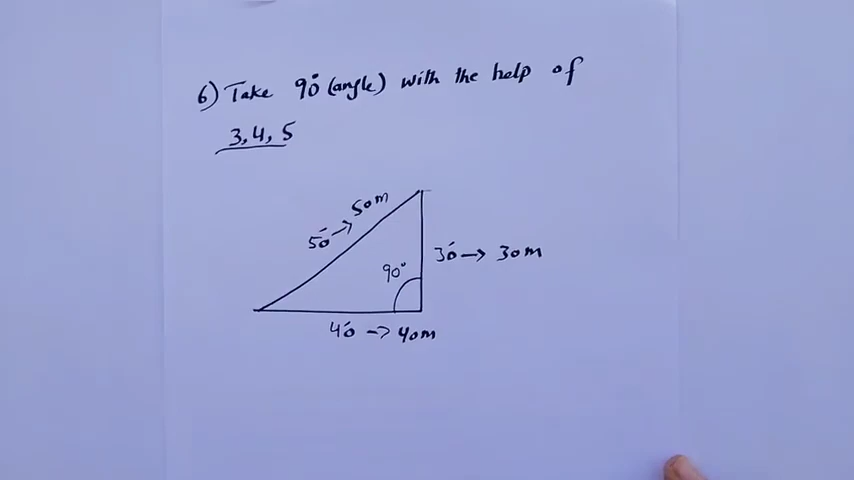 6) Take 90° (angle) with the help of
3, 4, 5
50' → 50m
90°
30' → 30m
40' → 40m